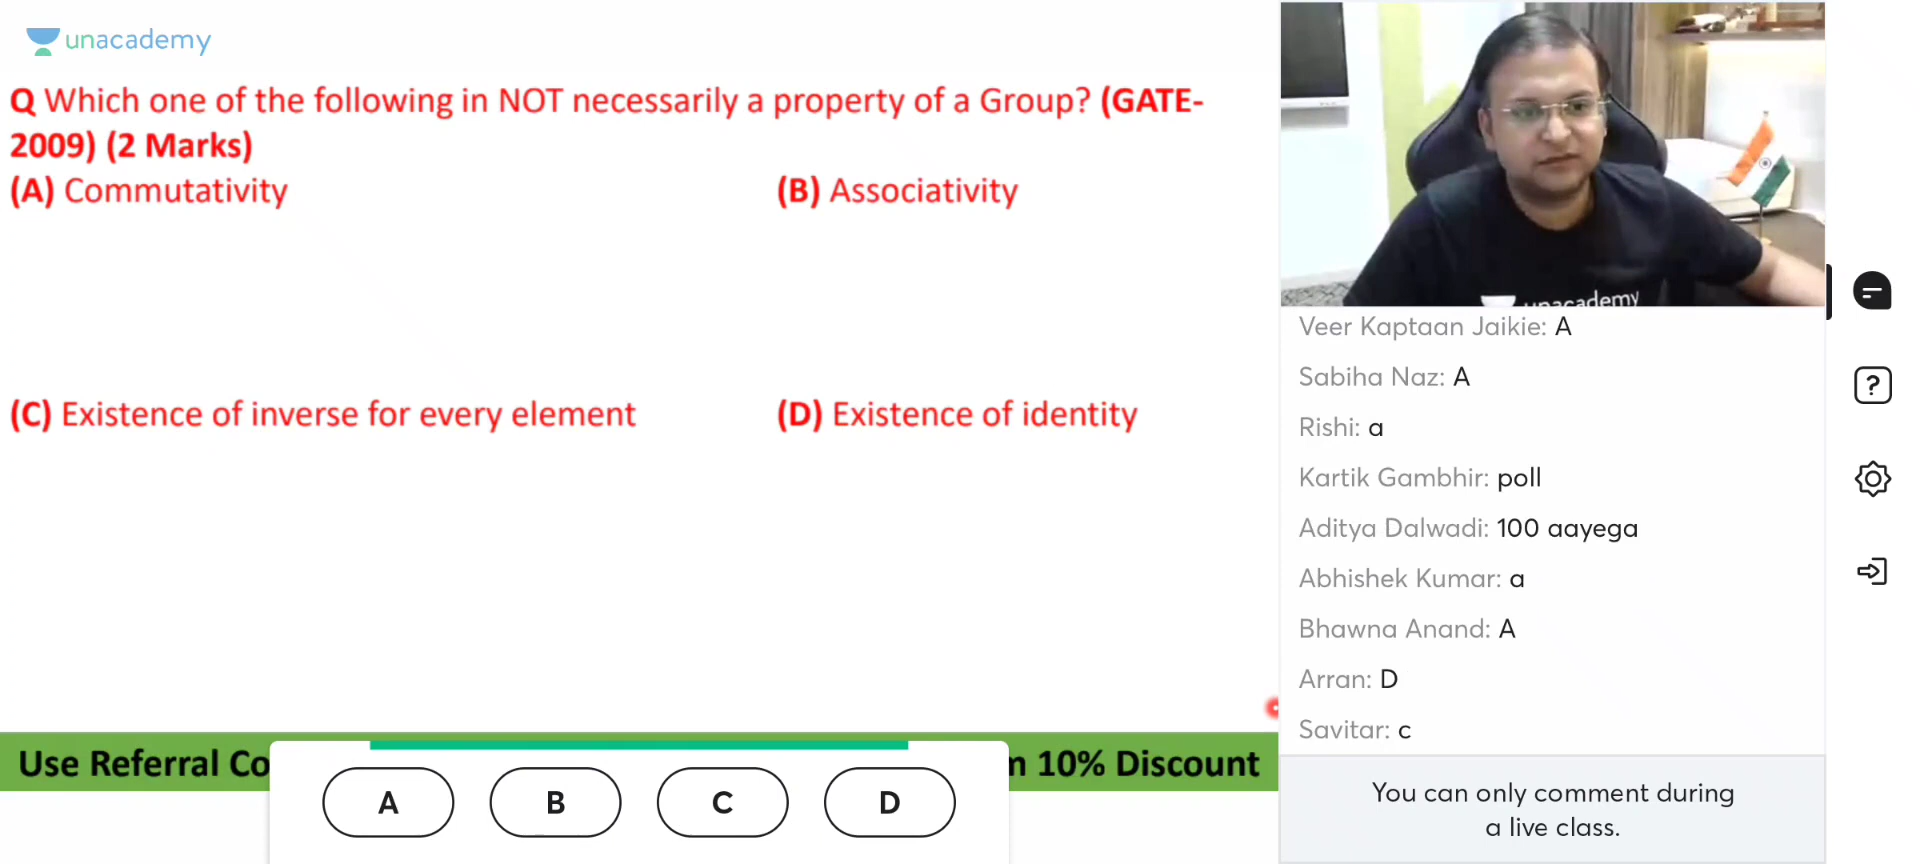 unacademy
Q Which one of the following in NOT necessarily a property of a Group? (GATE-
2009) (2 Marks)
(A) Commutativity
(B) Associativity
(C) Existence of inverse for every element
(D) Existence of identity
Use Referral Co
10% Discount
A
B
C
D
unacademy
Veer Kaptaan Jaikie: A
Sabiha Naz: A
Rishi: a
Kartik Gambhir: poll
Aditya Dalwadi: 100 aayega
Abhishek Kumar: a
Bhawna Anand: A
Arran: D
Savitar: c
You can only comment during
a live class.
?